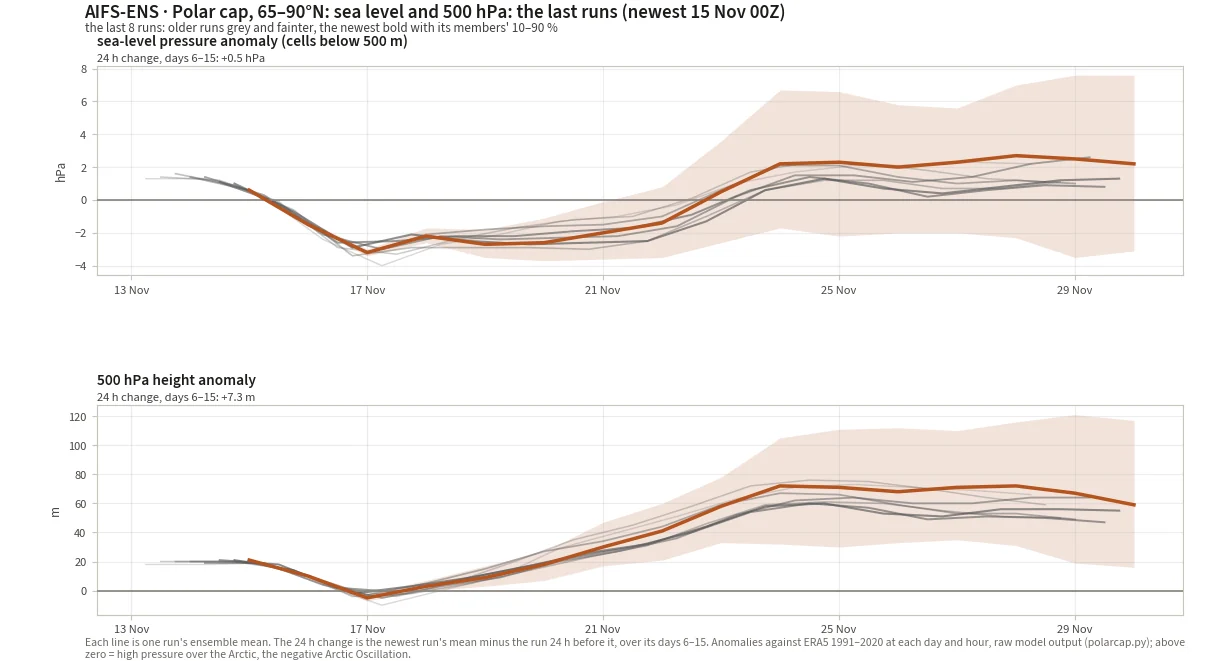 AIFS-ENS · Polar cap, 65–90°N: sea level and 500 hPa: the last runs (newest 15 Nov 00Z)
the last 8 runs: older runs grey and fainter, the newest bold with its members' 10–90 %
sea-level pressure anomaly (cells below 500 m)
24 h change, days 6–15: +0.5 hPa
8
6
4
2
0
−2
−4
hPa
13 Nov 17 Nov 21 Nov 25 Nov 29 Nov
500 hPa height anomaly
24 h change, days 6–15: +7.3 m
120
100
80
60
40
20
0
m
13 Nov 17 Nov 21 Nov 25 Nov 29 Nov
Each line is one run's ensemble mean. The 24 h change is the newest run's mean minus the run 24 h before it, over its days 6–15. Anomalies against ERA5 1991–2020 at each day and hour, raw model output (polarcap.py); above
zero = high pressure over the Arctic, the negative Arctic Oscillation.